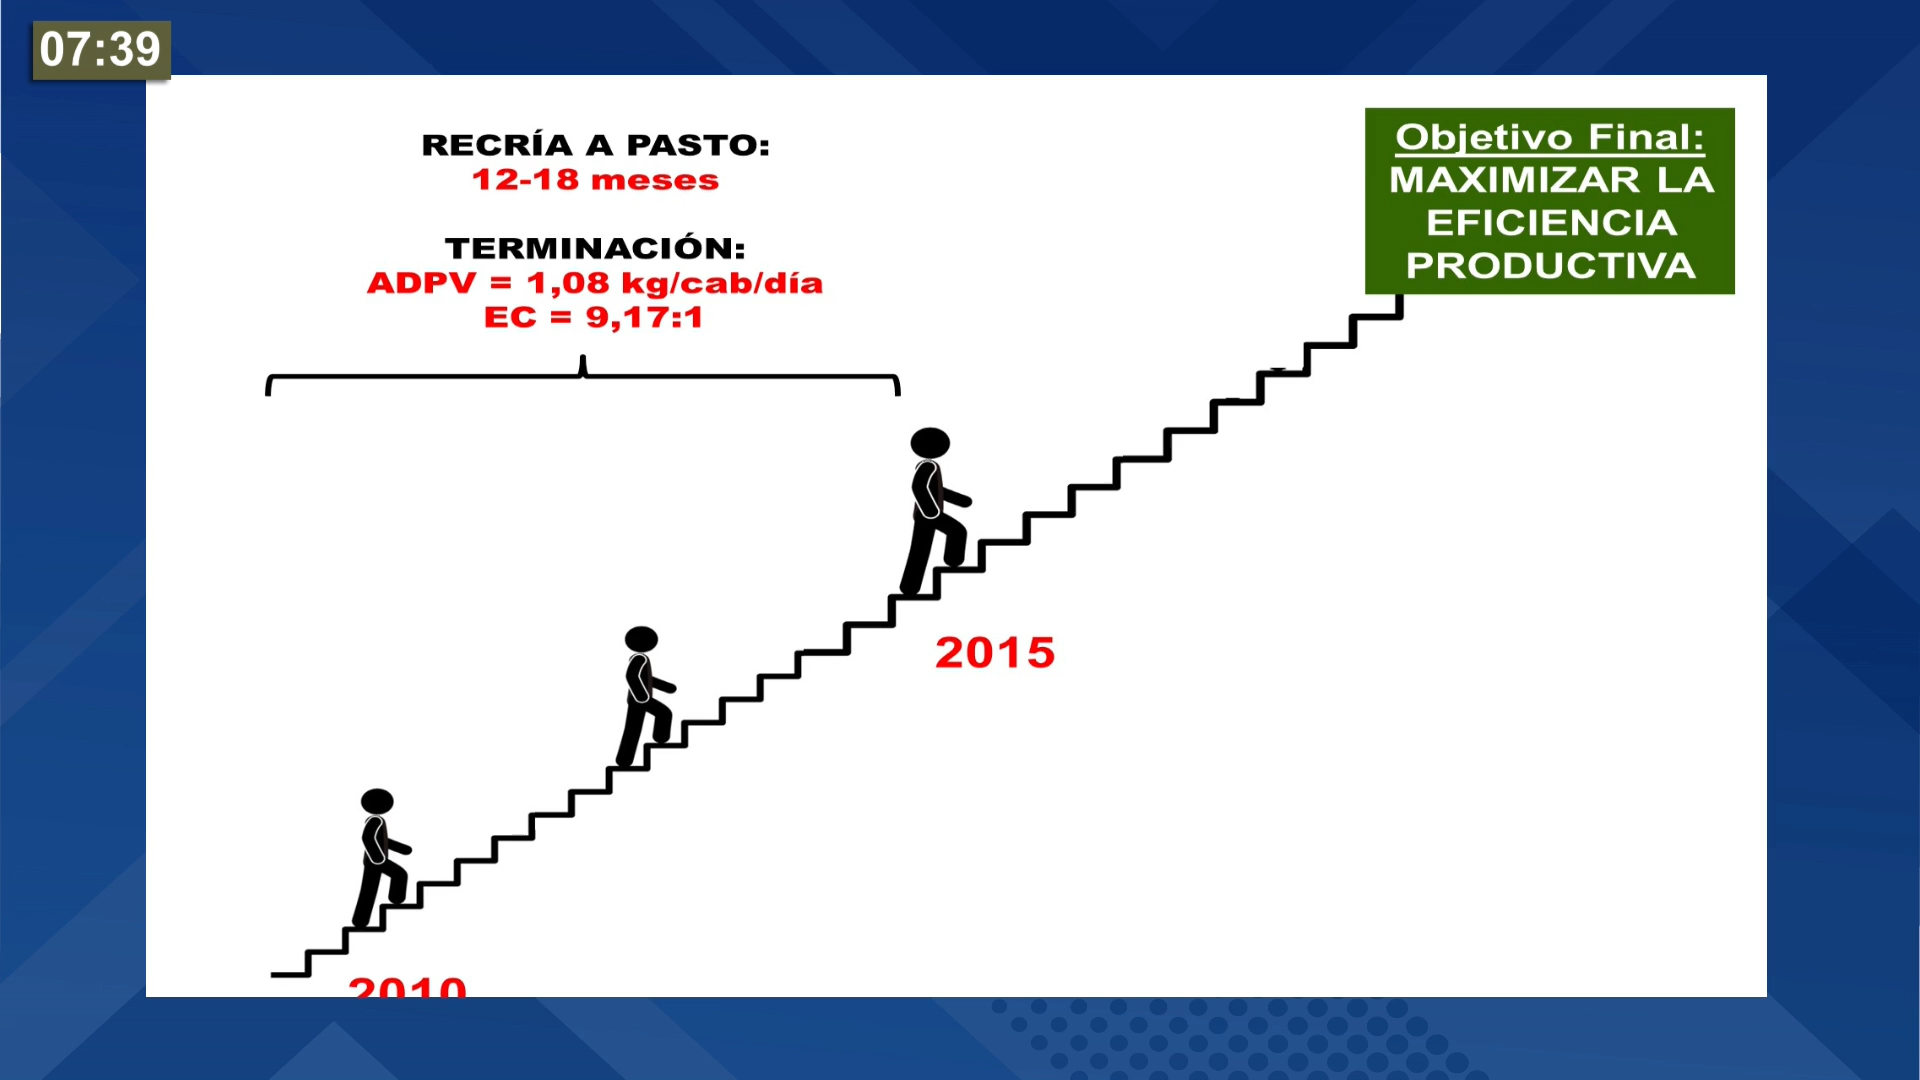 07:39
RECRÍA A PASTO:
12-18 meses
TERMINACIÓN:
ADPV = 1,08 kg/cab/día
EC = 9,17:1
Objetivo Final:
MAXIMIZAR LA
EFICIENCIA
PRODUCTIVA
2015
2010